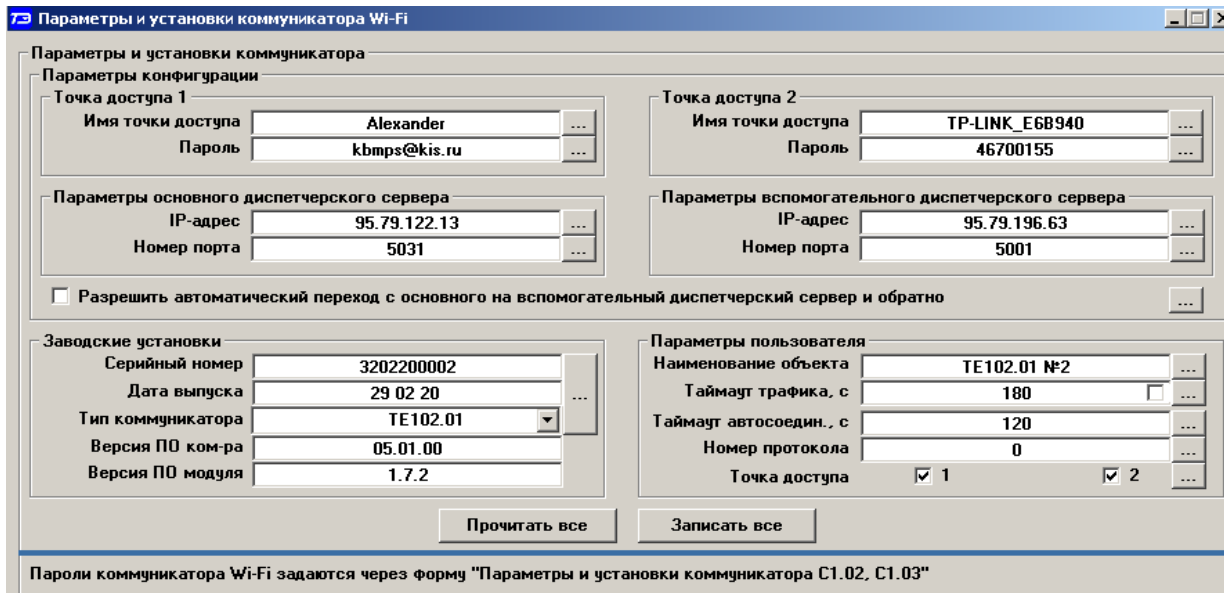 ТЭ Параметры и установки коммуникатора Wi-Fi
Параметры и установки коммуникатора
Параметры конфигурации
Точка доступа 1
Имя точки доступа Alexander ...
Пароль kbmps@kis.ru ...
Точка доступа 2
Имя точки доступа TP-LINK_E6B940 ...
Пароль 46700155 ...
Параметры основного диспетчерского сервера
IP-адрес 95.79.122.13 ...
Номер порта 5031 ...
Параметры вспомогательного диспетчерского сервера
IP-адрес 95.79.196.63 ...
Номер порта 5001 ...
Разрешить автоматический переход с основного на вспомогательный диспетчерский сервер и обратно ...
Заводские установки
Серийный номер 3202200002
Дата выпуска 29 02 20 ...
Тип коммуникатора TE102.01
Версия ПО ком-ра 05.01.00
Версия ПО модуля 1.7.2
Параметры пользователя
Наименование объекта TE102.01 №2 ...
Таймаут трафика, с 180 ...
Таймаут автосоедин., с 120 ...
Номер протокола 0 ...
Точка доступа 1 2 ...
Прочитать все Записать все
Пароли коммуникатора Wi-Fi задаются через форму "Параметры и установки коммуникатора C1.02, C1.03"